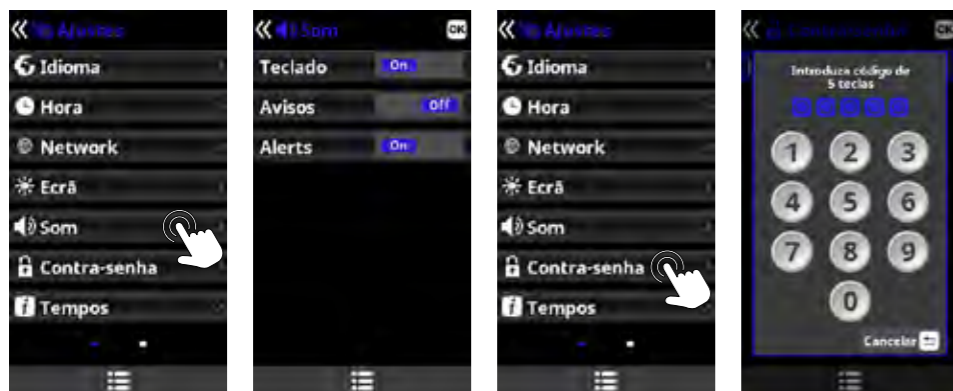 Ajustes
Idioma
Hora
Network
Ecrã
Som
Contra-senha
Tempos
Som OK
Teclado On
Avisos Off
Alerts On
Ajustes
Idioma
Hora
Network
Ecrã
Som
Contra-senha
Tempos
OK
Introduza código de
5 teclas
1 2 3
4 5 6
7 8 9
0
Cancelar